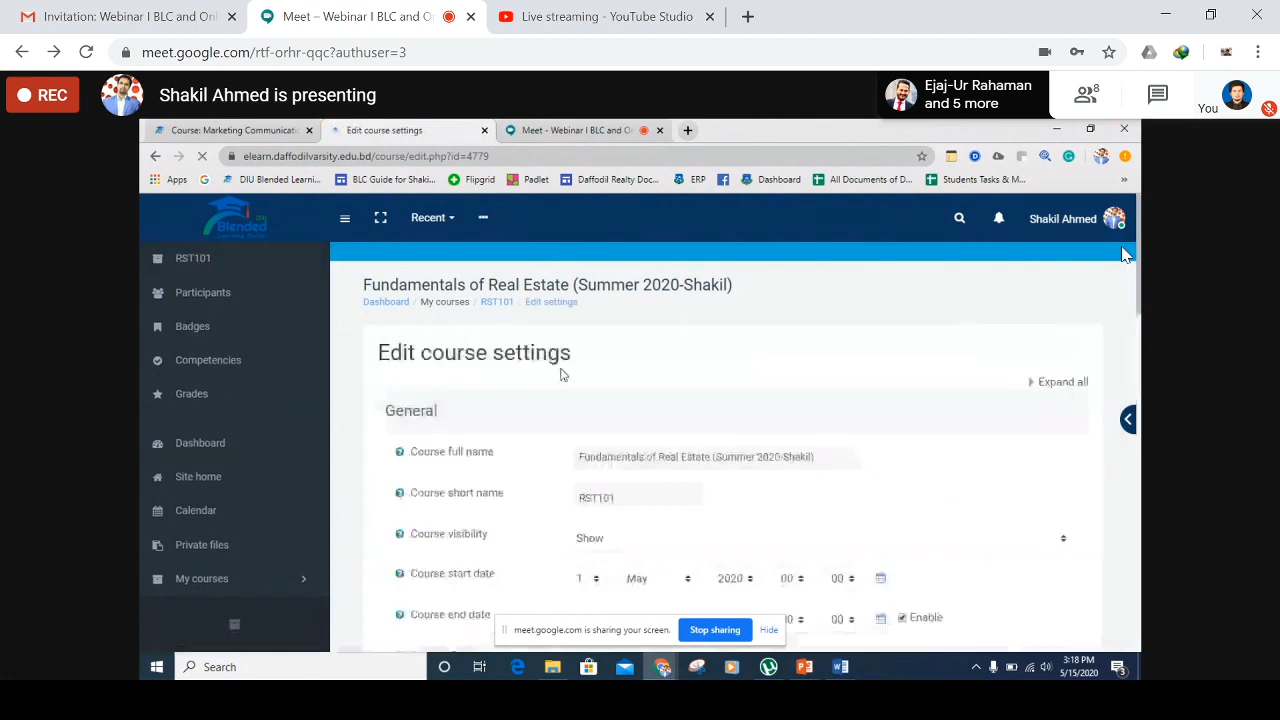 Invitation: Webinar I BLC and Onl
Meet – Webinar I BLC and O
Live streaming - YouTube Studio
meet.google.com/rtf-orhr-qqc?authuser=3
REC
Shakil Ahmed is presenting
Ejaj-Ur Rahaman
and 5 more
8
You
Course: Marketing Communicati
Edit course settings
Meet - Webinar I BLC and On
elearn.daffodilvarsity.edu.bd/course/edit.php?id=4779
Apps
DIU Blended Learni...
BLC Guide for Shaki...
Flipgrid
Padlet
Daffodil Realty Doc...
ERP
Dashboard
All Documents of D...
Students Tasks & M...
»
DIU
Blended
Learning Center
Recent
Shakil Ahmed
RST101
Participants
Badges
Competencies
Grades
Dashboard
Site home
Calendar
Private files
My courses
Fundamentals of Real Estate (Summer 2020-Shakil)
Dashboard / My courses / RST101 / Edit settings
Edit course settings
Expand all
General
Course full name
Fundamentals of Real Estate (Summer 2020-Shakil)
Course short name
RST101
Course visibility
Show
Course start date
1 May 2020 00 00
Course end date
00 00 Enable
meet.google.com is sharing your screen.
Stop sharing
Hide
Search
3:18 PM
5/15/2020
3